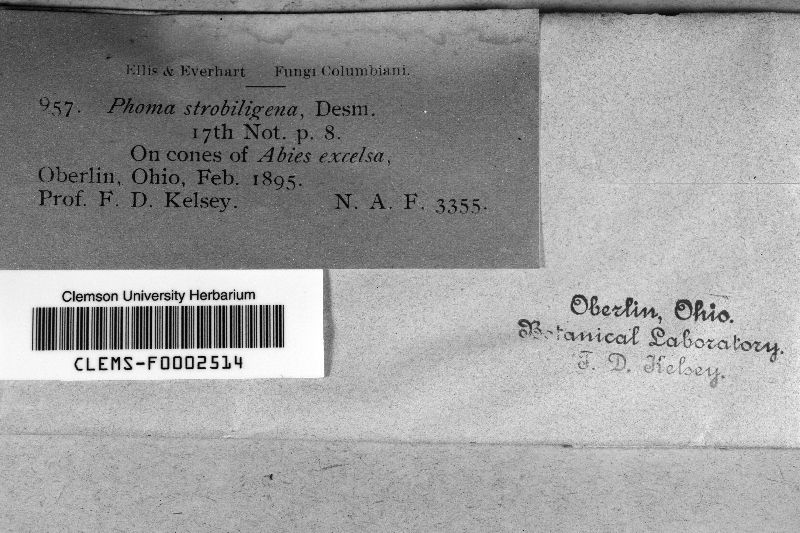 Ellis & Everhart — Fungi Columbiani.
957. Phoma strobiligena, Desm.
17th Not. p. 8.
On cones of Abies excelsa,
Oberlin, Ohio, Feb. 1895.
Prof. F. D. Kelsey. N. A. F. 3355.
Clemson University Herbarium
CLEMS-F0002514
Oberlin, Ohio.
Botanical Laboratory.
F. D. Kelsey.